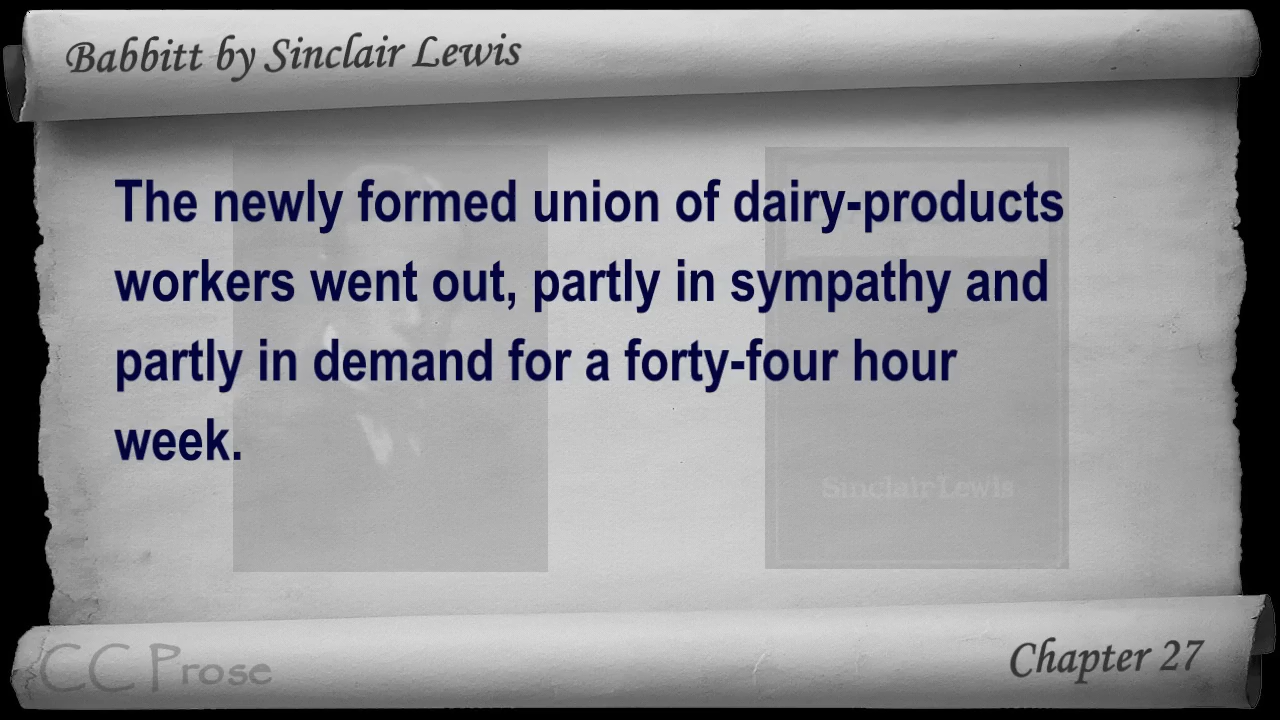 Babbitt by Sinclair Lewis
The newly formed union of dairy-products
workers went out, partly in sympathy and
partly in demand for a forty-four hour
week.
Sinclair Lewis
CC Prose
Chapter 27